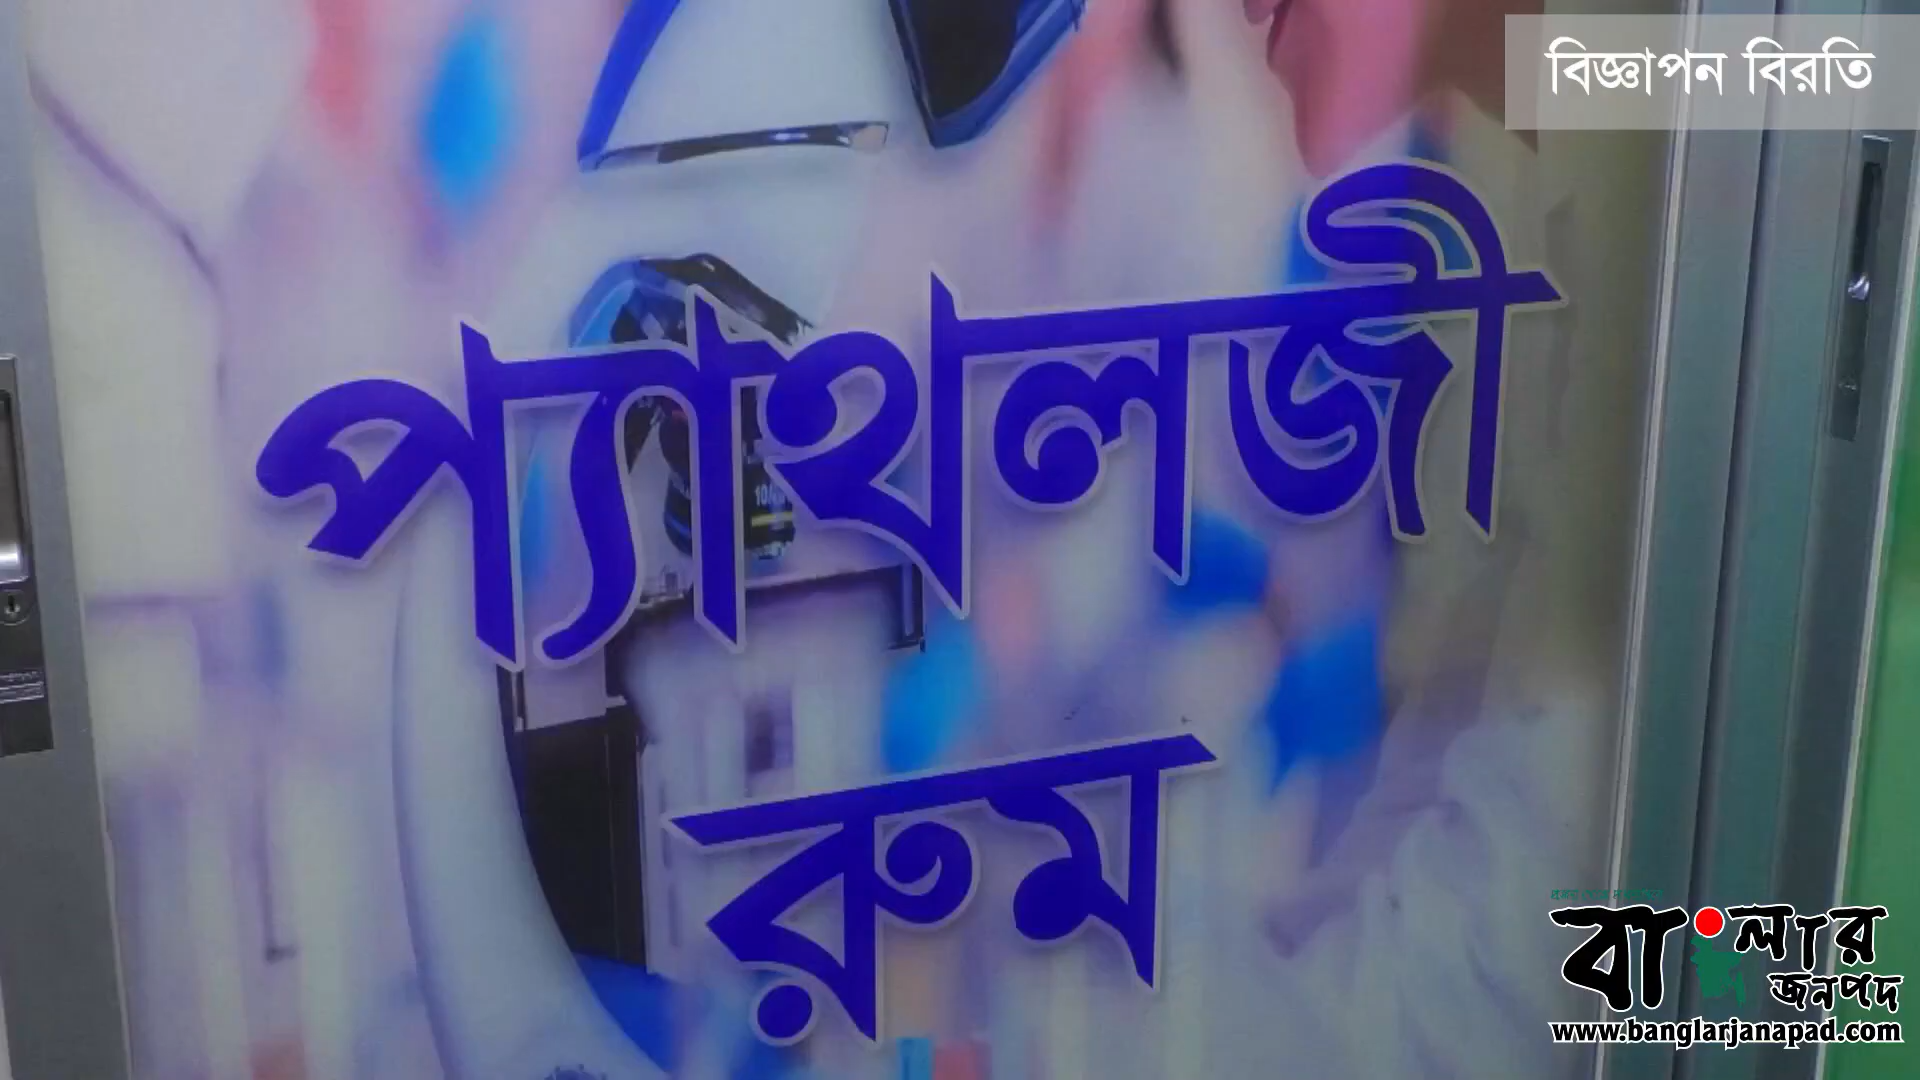 বিজ্ঞাপন বিরতি
প্যাথলজী
রুম
বাংলার
জনপদ
www.banglarjanapad.com